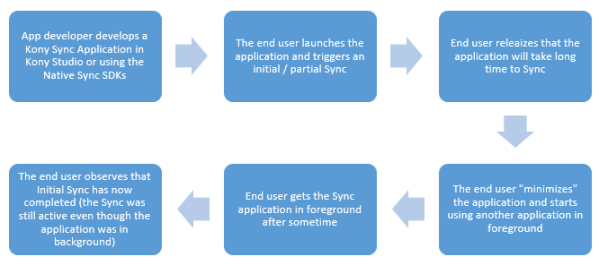 App developer develops a
Kony Sync Application in
Kony Studio or using the
Native Sync SDKs
The end user launches the
application and triggers an
initial / partial Sync
End user releaizes that the
application will take long
time to Sync
The end user "minimizes"
the application and starts
using another application in
foreground
End user gets the Sync
application in foreground
after sometime
The end user observes that
Initial Sync has now
completed (the Sync was
still active even though the
application was in
background)